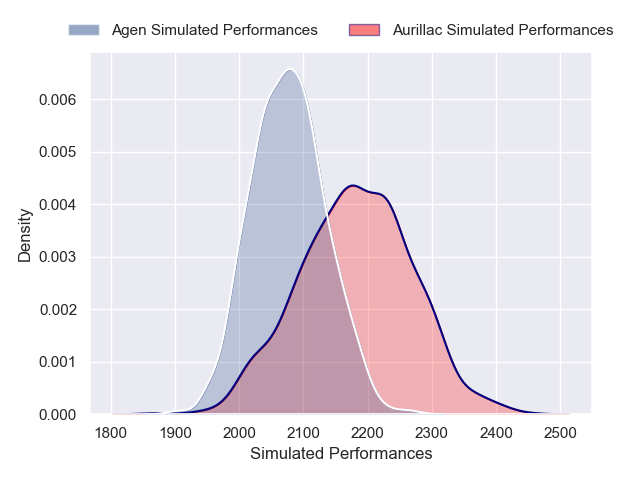 Agen Simulated Performances Aurillac Simulated Performances
0.006
0.005
0.004
0.003
0.002
0.001
0.000
Density
1800 1900 2000 2100 2200 2300 2400 2500
Simulated Performances